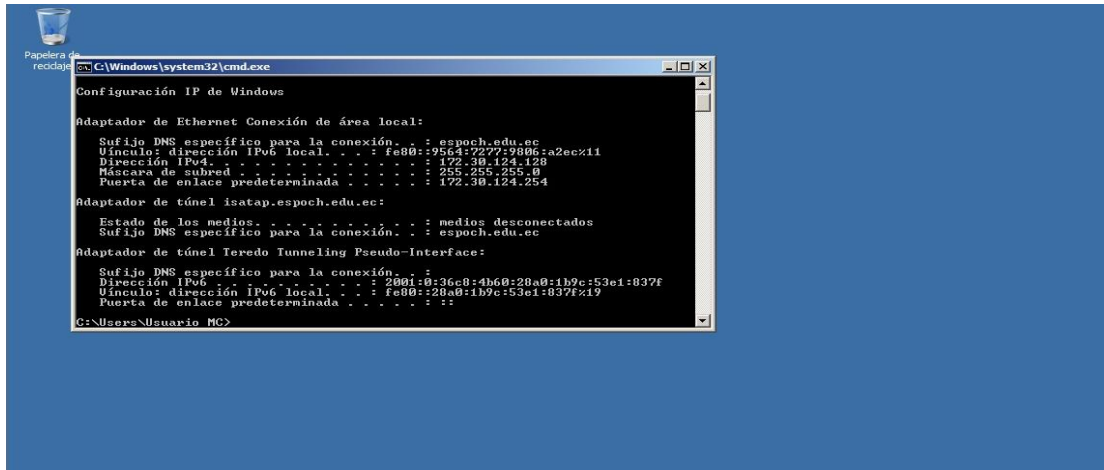 Papelera de
reciclaje
C:\Windows\system32\cmd.exe
Configuración IP de Windows
Adaptador de Ethernet Conexión de área local:
Sufijo DNS específico para la conexión. . : espoch.edu.ec
Vínculo: dirección IPv6 local. . . : fe80::9564:7277:9806:a2ec%11
Dirección IPv4. . . . . . . . . . . . . . : 172.30.124.128
Máscara de subred . . . . . . . . . . . . : 255.255.255.0
Puerta de enlace predeterminada . . . . . : 172.30.124.254
Adaptador de túnel isatap.espoch.edu.ec:
Estado de los medios. . . . . . . . . . . : medios desconectados
Sufijo DNS específico para la conexión. . : espoch.edu.ec
Adaptador de túnel Teredo Tunneling Pseudo-Interface:
Sufijo DNS específico para la conexión. . :
Dirección IPv6 . . . . . . . . . . : 2001:0:36c8:4b60:28a0:1b9c:53e1:837f
Vínculo: dirección IPv6 local. . . : fe80::28a0:1b9c:53e1:837f%19
Puerta de enlace predeterminada . . . . . : ::
C:\Users\Usuario MC>